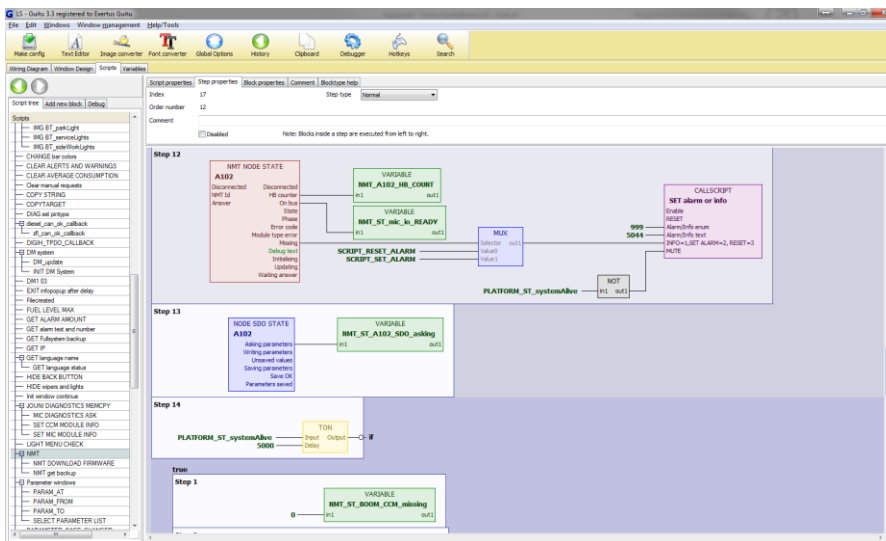 LS - Guitu 3.3 registered to Exertus Guitu
File Edit Windows Window management Help/Tools
Make config Text Editor Image converter Font converter Global Options History Clipboard Debugger Hotkeys Search
Wiring Diagram Window Design Scripts Variables
Script tree Add new block Debug
Scripts
IMG BT_parkLight
IMG BT_serviceLights
IMG BT_sideWorkLights
CHANGE bar colors
CLEAR ALERTS AND WARNINGS
CLEAR AVERAGE CONSUMPTION
Clear manual requests
COPY STRING
COPYTARGET
DIAG set pintype
diesel_can_ok_callback
zfl_can_ok_callback
DIGIH_TPDO_CALLBACK
DM system
DM_update
INIT DM System
DM1 03
EXIT infopopup after delay
Filecreated
FUEL LEVEL MAX
GET ALARM AMOUNT
GET alarm text and number
GET Fullsystem backup
GET IP
GET language name
GET language status
HIDE BACK BUTTON
HIDE wipers and lights
Init window continue
JOUNI DIAGNOSTICS MEMCPY
MIC DIAGNOSTICS ASK
SET CCM MODULE INFO
SET MIC MODULE INFO
LIGHT MENU CHECK
NMT
NMT DOWNLOAD FIRMWARE
NMT get backup
Parameter windows
PARAM_AT
PARAM_FROM
PARAM_TO
SELECT PARAMETER LIST
Script properties Step properties Block properties Comment Blocktype help
Index 17 Step type Normal
Order number 12
Comment
Disabled Note: Blocks inside a step are executed from left to right.
Step 12
NMT NODE STATE
A102
Disconnected Disconnected
NMT Id HB counter
Answer On bus
State
Phase
Error code
Module type error
Missing
Debug text
Initialising
Updating
Waiting answer
VARIABLE
NMT_A102_HB_COUNT
in1 out1
VARIABLE
NMT_ST_mic_io_READY
in1 out1
SCRIPT_RESET_ALARM
SCRIPT_SET_ALARM
MUX
Selector out1
Value0
Value1
PLATFORM_ST_systemAlive
NOT
in1 out1
999
5044
CALLSCRIPT
SET alarm or info
Enable
RESET
Alarm/Info enum
Alarm/Info text
INFO=1,SET ALARM=2, RESET=3
MUTE
Step 13
NODE SDO STATE
A102
Asking parameters
Writing parameters
Unsaved values
Saving parameters
Save OK
Parameters saved
VARIABLE
NMT_ST_A102_SDO_asking
in1 out1
Step 14
PLATFORM_ST_systemAlive
5000
TON
Input Output
Delay
if
true
Step 1
VARIABLE
NMT_ST_BOOM_CCM_missing
0 in1 out1